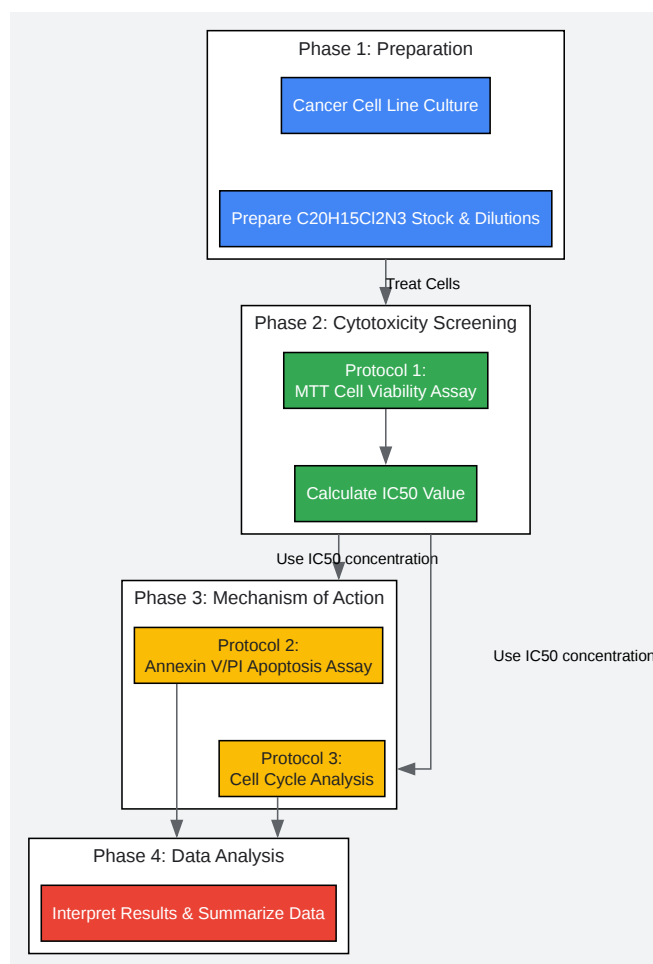 Phase 1: Preparation
Cancer Cell Line Culture
Prepare C20H15Cl2N3 Stock & Dilutions
Treat Cells
Phase 2: Cytotoxicity Screening
Protocol 1:
MTT Cell Viability Assay
Calculate IC50 Value
Use IC50 concentration
Phase 3: Mechanism of Action
Protocol 2:
Annexin V/PI Apoptosis Assay
Use IC50 concentration
Protocol 3:
Cell Cycle Analysis
Phase 4: Data Analysis
Interpret Results & Summarize Data